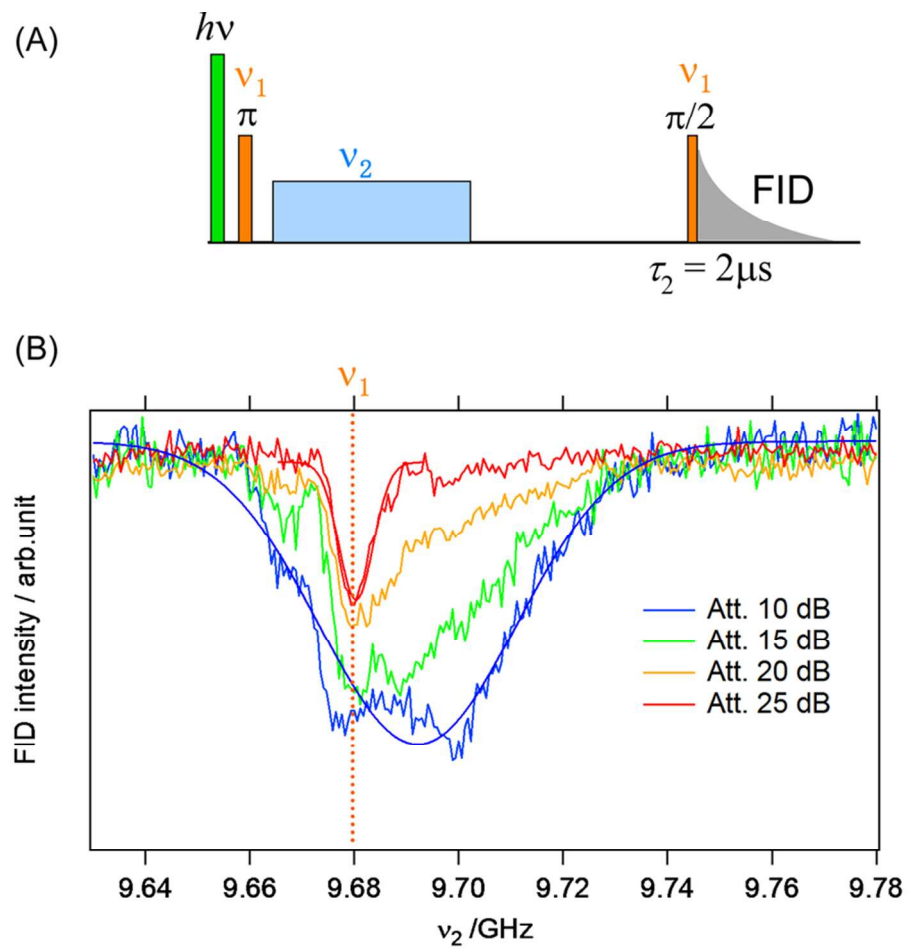 (A)
hν
ν₁
π
ν₂
ν₁
π/2
FID
τ₂ = 2μs
(B)
ν₁
FID intensity / arb.unit
Att. 10 dB
Att. 15 dB
Att. 20 dB
Att. 25 dB
9.64 9.66 9.68 9.70 9.72 9.74 9.76 9.78
ν₂ /GHz